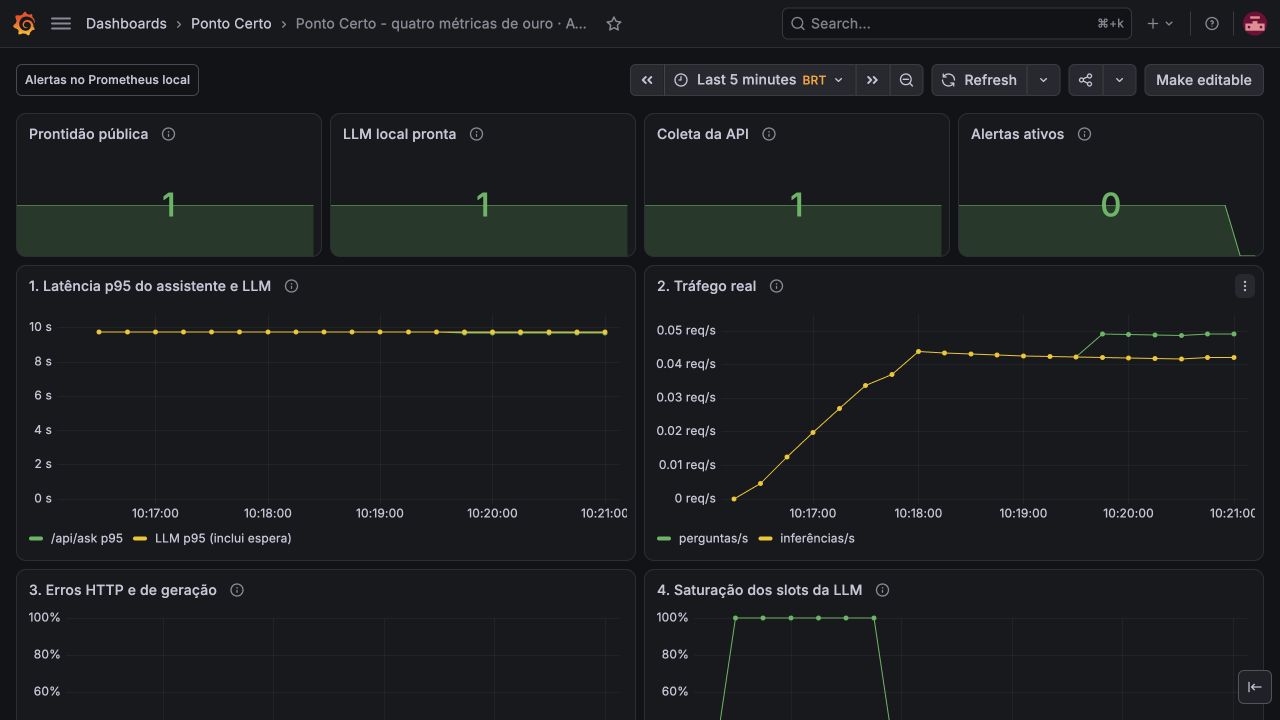 Dashboards › Ponto Certo › Ponto Certo - quatro métricas de ouro · A...
Search... ⌘+k
Alertas no Prometheus local
Last 5 minutes BRT
Refresh
Make editable
Prontidão pública
1
LLM local pronta
1
Coleta da API
1
Alertas ativos
0
1. Latência p95 do assistente e LLM
10 s
8 s
6 s
4 s
2 s
0 s
10:17:00 10:18:00 10:19:00 10:20:00 10:21:00
/api/ask p95 LLM p95 (inclui espera)
2. Tráfego real
0.05 req/s
0.04 req/s
0.03 req/s
0.02 req/s
0.01 req/s
0 req/s
10:17:00 10:18:00 10:19:00 10:20:00 10:21:00
perguntas/s inferências/s
3. Erros HTTP e de geração
100%
80%
60%
4. Saturação dos slots da LLM
100%
80%
60%